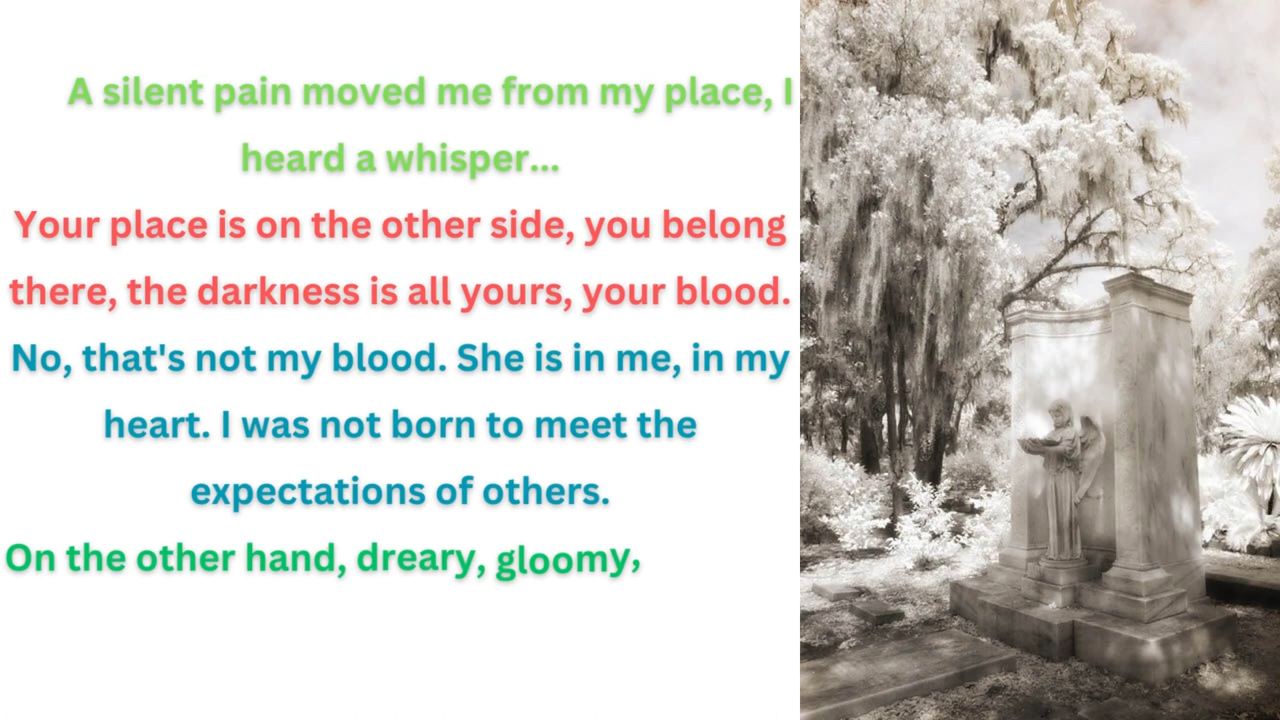 A silent pain moved me from my place, I
heard a whisper...
Your place is on the other side, you belong
there, the darkness is all yours, your blood.
No, that's not my blood. She is in me, in my
heart. I was not born to meet the
expectations of others.
On the other hand, dreary, gloomy,